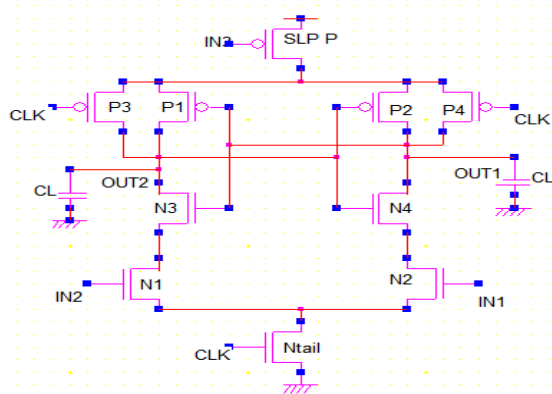 IN3 SLP P
P3 P1 P2 P4
CLK CLK
OUT2 OUT1
CL CL
N3 N4
N1 N2
IN2 IN1
CLK Ntail